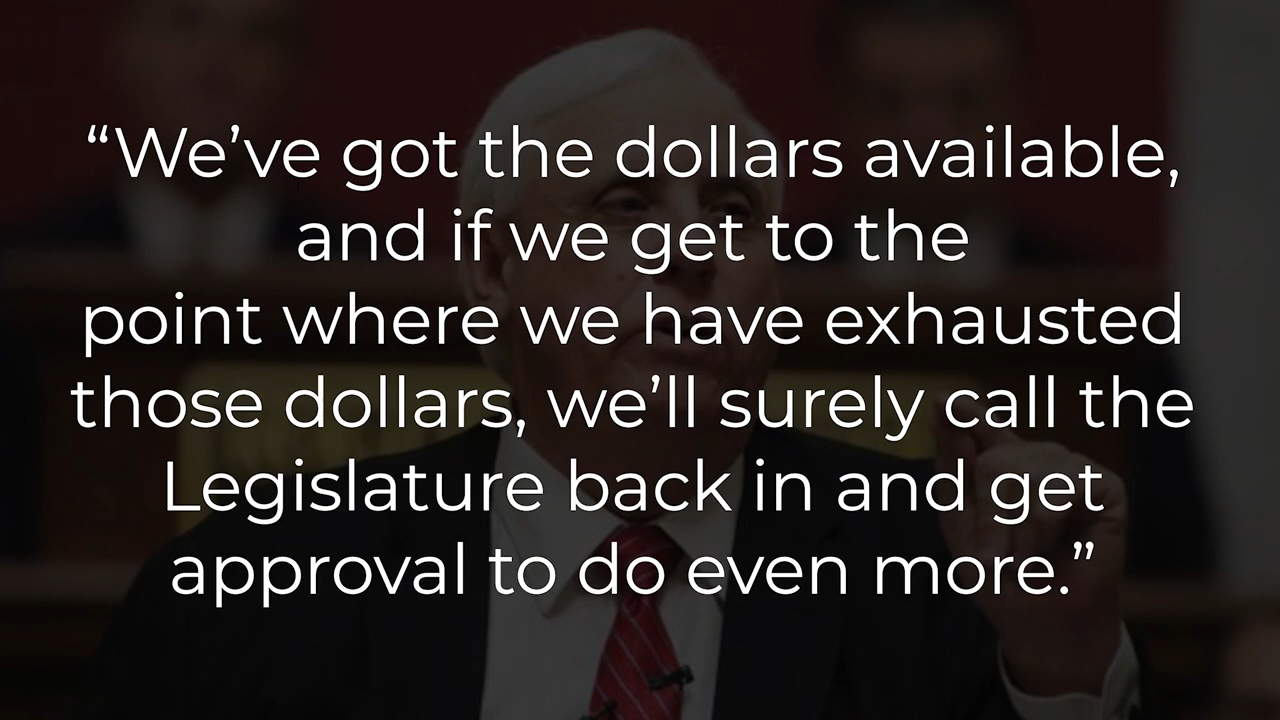 “We’ve got the dollars available,
and if we get to the
point where we have exhausted
those dollars, we’ll surely call the
Legislature back in and get
approval to do even more.”